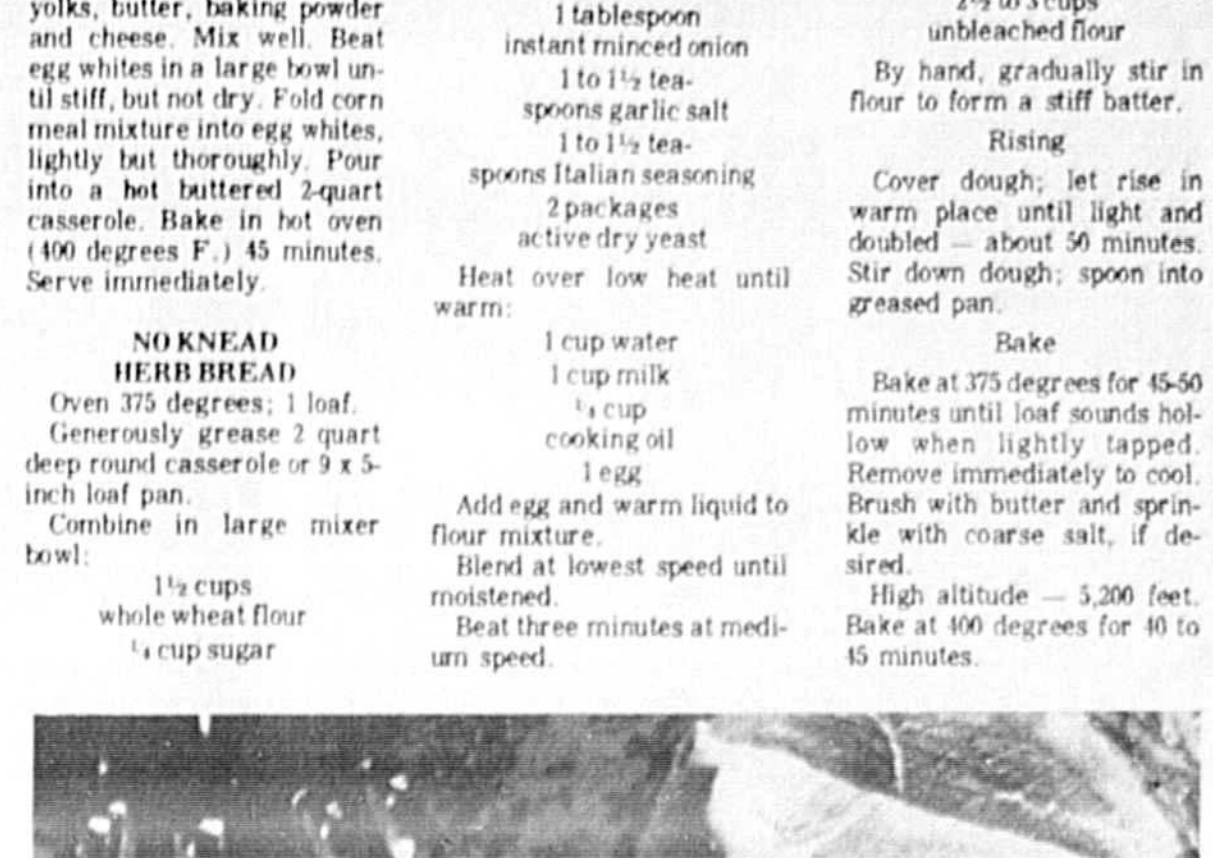 yolks, butter, baking powder
and cheese. Mix well. Beat
egg whites in a large bowl un-
til stiff, but not dry. Fold corn
meal mixture into egg whites,
lightly but thoroughly. Pour
into a hot buttered 2-quart
casserole. Bake in hot oven
(400 degrees F.) 45 minutes.
Serve immediately.
NO KNEAD
HERB BREAD
Oven 375 degrees; 1 loaf.
Generously grease 2 quart
deep round casserole or 9 x 5-
inch loaf pan.
Combine in large mixer
bowl:
1½ cups
whole wheat flour
¼ cup sugar
1 tablespoon
instant minced onion
1 to 1½ tea-
spoons garlic salt
1 to 1½ tea-
spoons Italian seasoning
2 packages
active dry yeast
Heat over low heat until
warm:
1 cup water
1 cup milk
¼ cup
cooking oil
1 egg
Add egg and warm liquid to
flour mixture.
Blend at lowest speed until
moistened.
Beat three minutes at medi-
um speed.
2½ to 3 cups
unbleached flour
By hand, gradually stir in
flour to form a stiff batter.
Rising
Cover dough; let rise in
warm place until light and
doubled — about 50 minutes.
Stir down dough; spoon into
greased pan.
Bake
Bake at 375 degrees for 45-50
minutes until loaf sounds hol-
low when lightly tapped.
Remove immediately to cool.
Brush with butter and sprin-
kle with coarse salt, if de-
sired.
High altitude — 5,200 feet.
Bake at 400 degrees for 40 to
45 minutes.